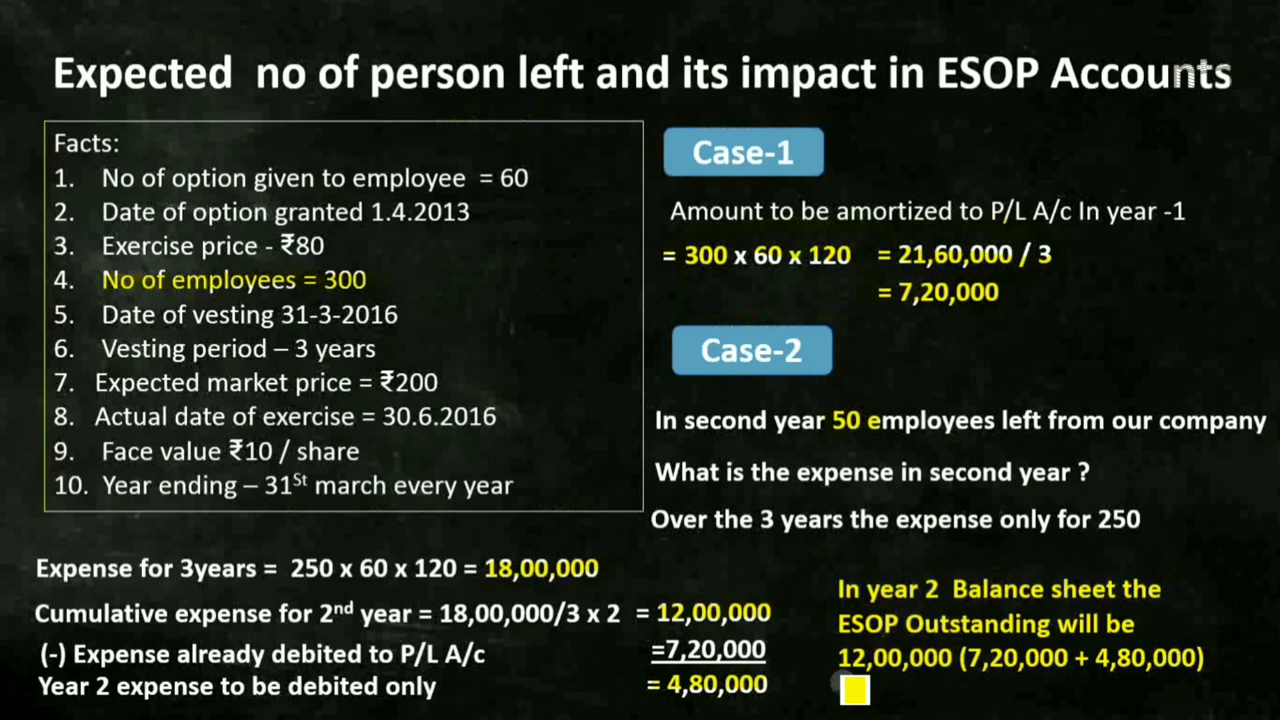 Expected no of person left and its impact in ESOP Accounts
Facts:
1. No of option given to employee = 60
2. Date of option granted 1.4.2013
3. Exercise price - ₹80
4. No of employees = 300
5. Date of vesting 31-3-2016
6. Vesting period – 3 years
7. Expected market price = ₹200
8. Actual date of exercise = 30.6.2016
9. Face value ₹10 / share
10. Year ending – 31St march every year
Case-1
Amount to be amortized to P/L A/c In year -1
= 300 x 60 x 120 = 21,60,000 / 3
= 7,20,000
Case-2
In second year 50 employees left from our company
What is the expense in second year ?
Over the 3 years the expense only for 250
Expense for 3years = 250 x 60 x 120 = 18,00,000
Cumulative expense for 2nd year = 18,00,000/3 x 2 = 12,00,000
(-) Expense already debited to P/L A/c =7,20,000
Year 2 expense to be debited only = 4,80,000
In year 2 Balance sheet the
ESOP Outstanding will be
12,00,000 (7,20,000 + 4,80,000)